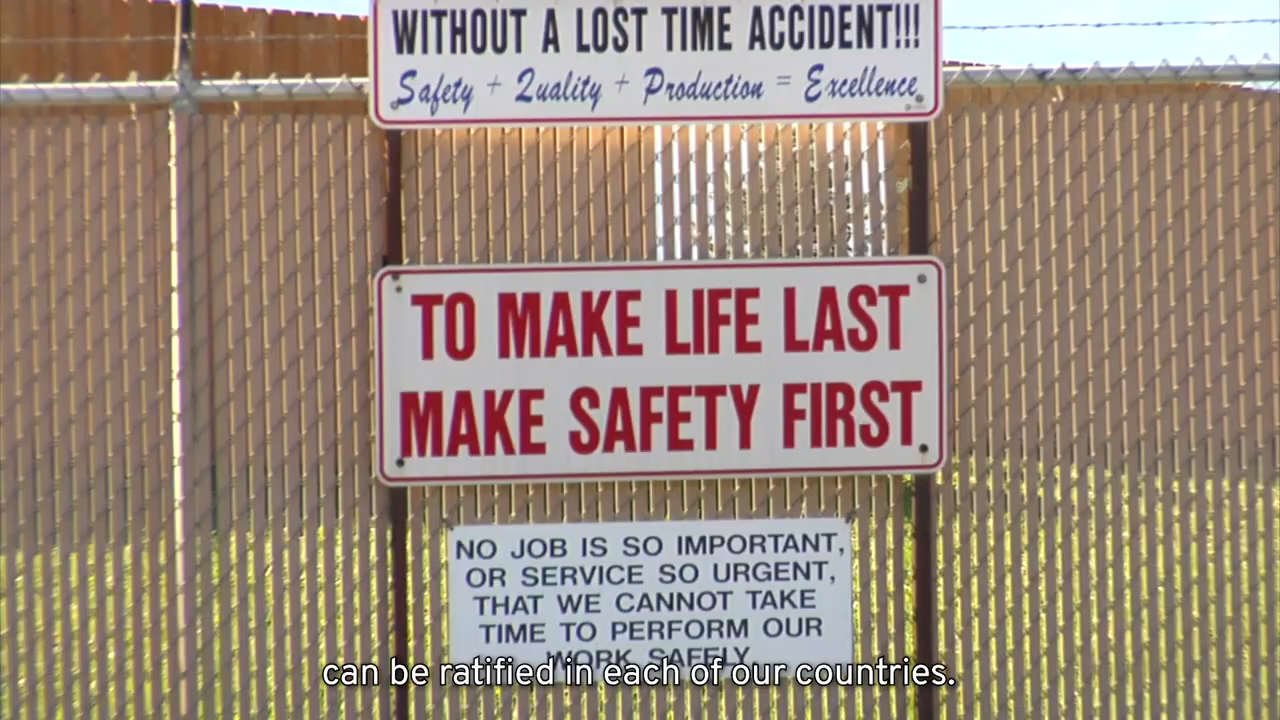 WITHOUT A LOST TIME ACCIDENT!!!
Safety + Quality + Production = Excellence
TO MAKE LIFE LAST
MAKE SAFETY FIRST
NO JOB IS SO IMPORTANT,
OR SERVICE SO URGENT,
THAT WE CANNOT TAKE
TIME TO PERFORM OUR
WORK SAFELY
can be ratified in each of our countries.